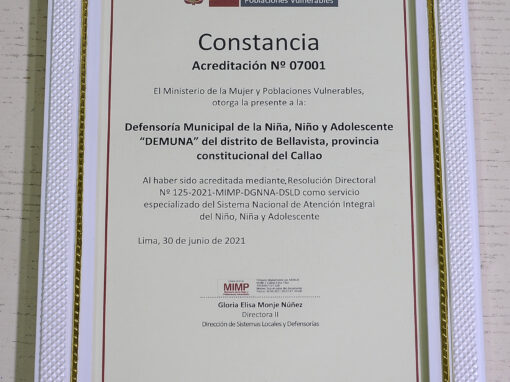 Poblaciones Vulnerables
Constancia
Acreditación Nº 07001
El Ministerio de la Mujer y Poblaciones Vulnerables,
otorga la presente a la:
Defensoría Municipal de la Niña, Niño y Adolescente
“DEMUNA” del distrito de Bellavista, provincia
constitucional del Callao
Al haber sido acreditada mediante,Resolución Directoral
Nº 125-2021-MIMP-DGNNA-DSLD como servicio
especializado del Sistema Nacional de Atención Integral
del Niño, Niña y Adolescente
Lima, 30 de junio de 2021
MIMP
Gloria Elisa Monje Núñez
Directora II
Dirección de Sistemas Locales y Defensorías